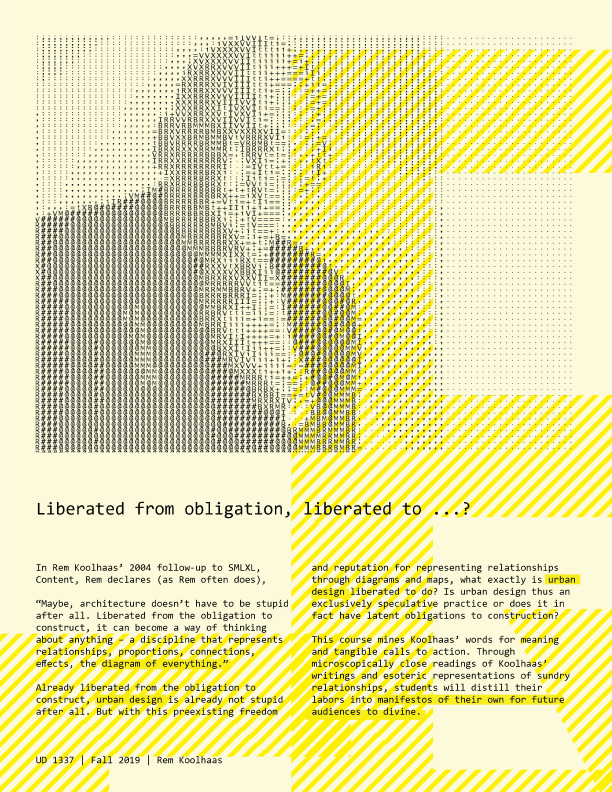 Liberated from obligation, liberated to ...?
In Rem Koolhaas’ 2004 follow-up to SMLXL,
Content, Rem declares (as Rem often does),
“Maybe, architecture doesn’t have to be stupid
after all. Liberated from the obligation to
construct, it can become a way of thinking
about anything – a discipline that represents
relationships, proportions, connections,
effects, the diagram of everything.”
Already liberated from the obligation to
construct, urban design is already not stupid
after all. But with this preexisting freedom
and reputation for representing relationships
through diagrams and maps, what exactly is urban
design liberated to do? Is urban design thus an
exclusively speculative practice or does it in
fact have latent obligations to construction?
This course mines Koolhaas’ words for meaning
and tangible calls to action. Through
microscopically close readings of Koolhaas’
writings and esoteric representations of sundry
relationships, students will distill their
labors into manifestos of their own for future
audiences to divine.
UD 1337 | Fall 2019 | Rem Koolhaas